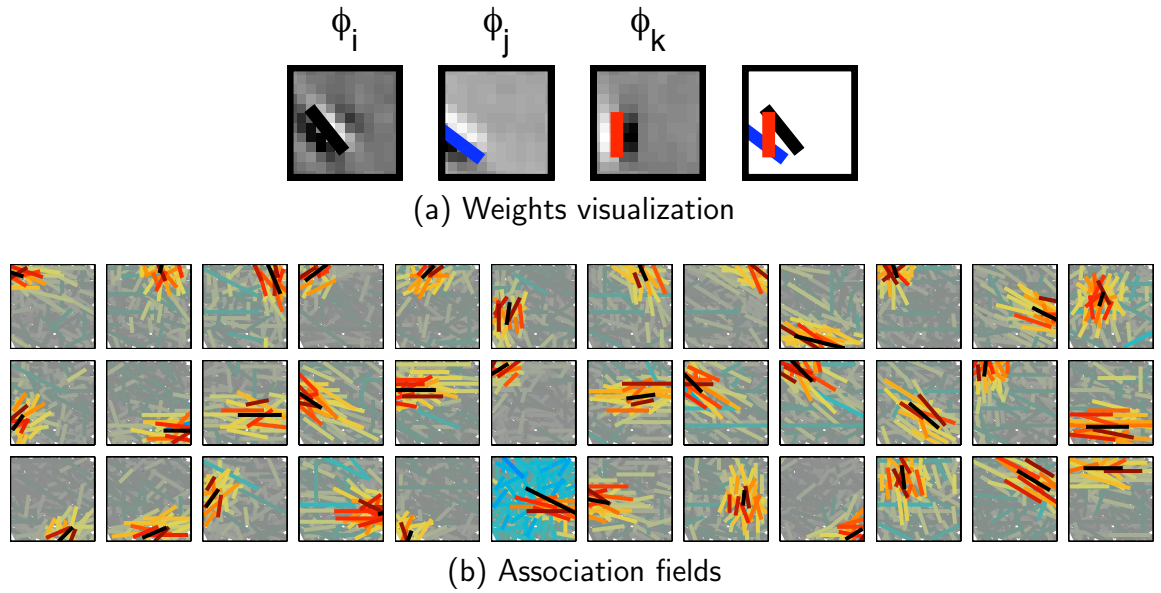 ϕi ϕj ϕk
(a) Weights visualization
(b) Association fields